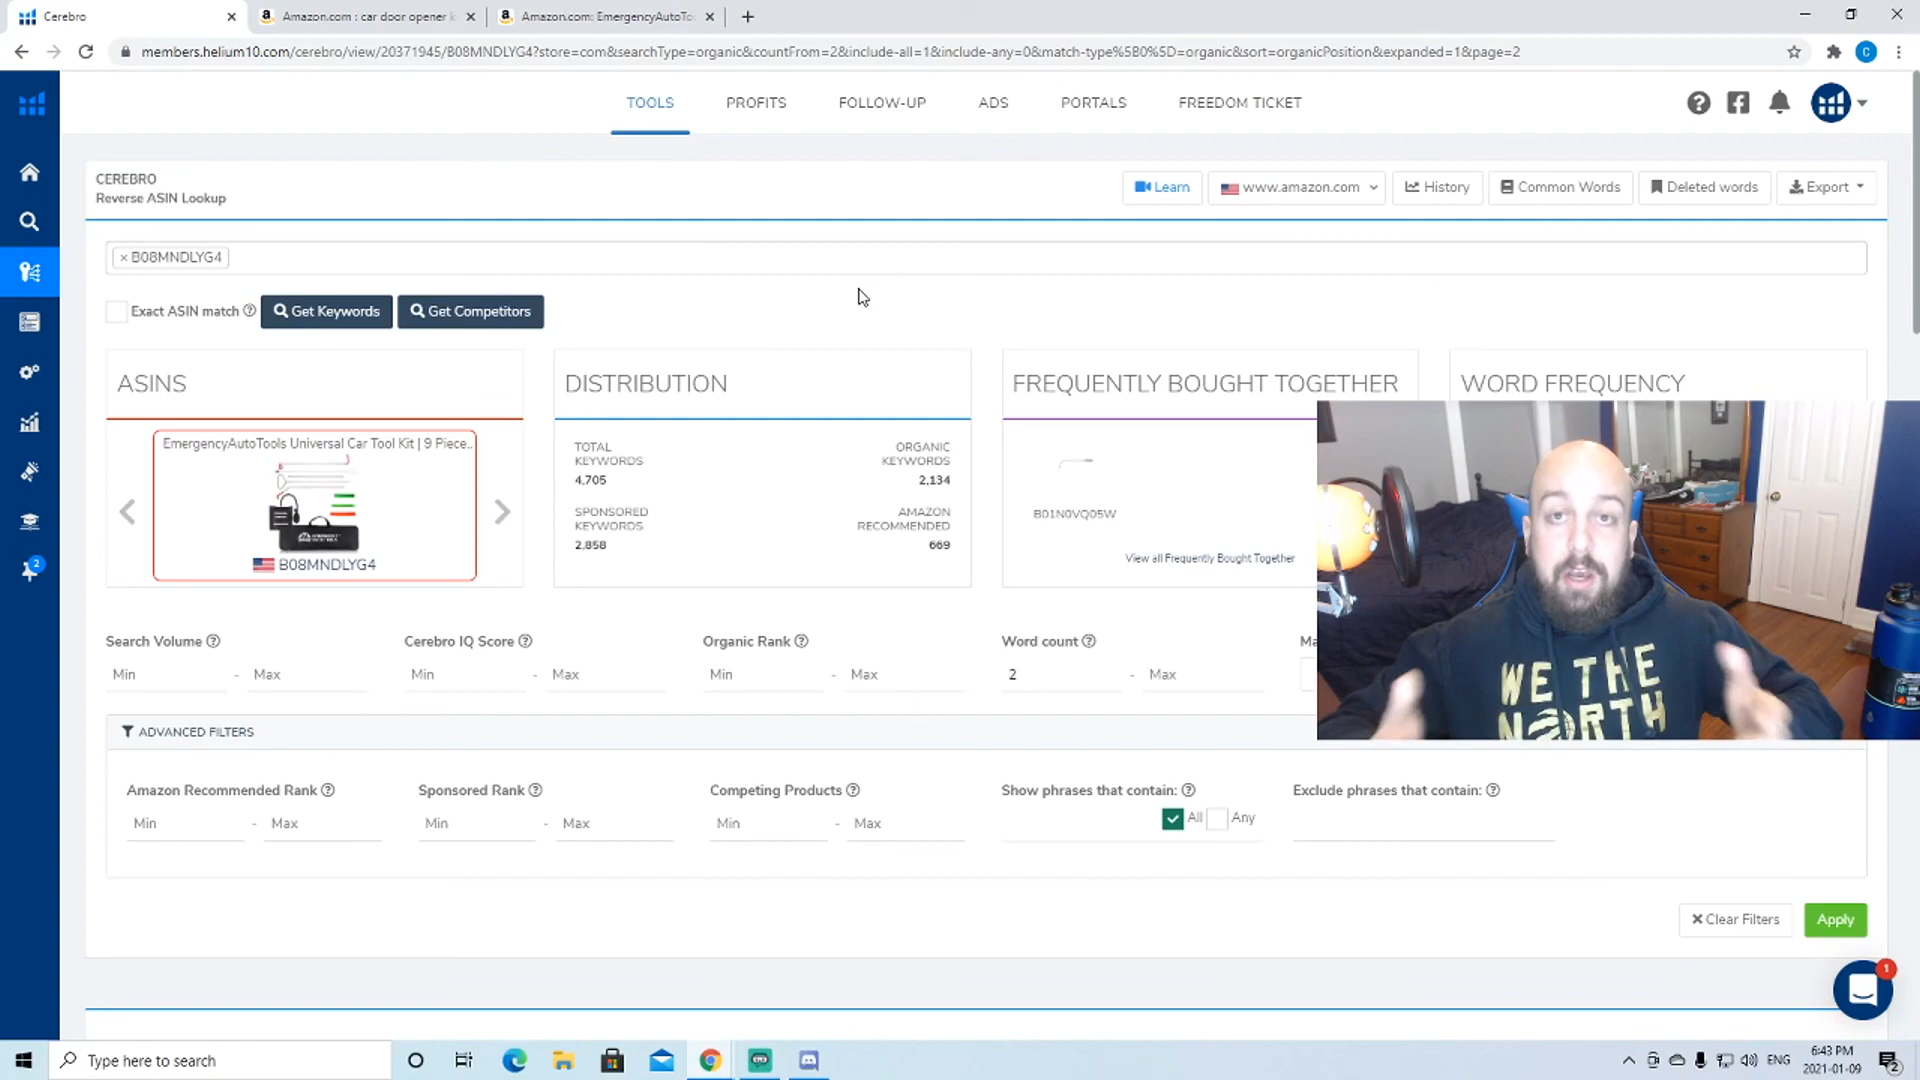 Cerebro
Amazon.com : car door opener k
Amazon.com: EmergencyAutoToo
members.helium10.com/cerebro/view/20371945/B08MNDLYG4?store=com&searchType=organic&countFrom=2&include-all=1&include-any=0&match-type%5B0%5D=organic&sort=organicPosition&expanded=1&page=2
C
TOOLS
PROFITS
FOLLOW-UP
ADS
PORTALS
FREEDOM TICKET
CEREBRO
Reverse ASIN Lookup
Learn
www.amazon.com
History
Common Words
Deleted words
Export
× B08MNDLYG4
Exact ASIN match
Get Keywords
Get Competitors
ASINS
DISTRIBUTION
FREQUENTLY BOUGHT TOGETHER
WORD FREQUENCY
EmergencyAutoTools Universal Car Tool Kit | 9 Piece...
B08MNDLYG4
TOTAL KEYWORDS
4,705
ORGANIC KEYWORDS
2,134
SPONSORED KEYWORDS
2,858
AMAZON RECOMMENDED
669
B01N0VQ05W
View all Frequently Bought Together
2
Search Volume
Cerebro IQ Score
Organic Rank
Word count
Ma
Min - Max
Min - Max
Min - Max
2 - Max
WE THE NORTH
ADVANCED FILTERS
Amazon Recommended Rank
Sponsored Rank
Competing Products
Show phrases that contain:
Exclude phrases that contain:
Min - Max
Min - Max
Min - Max
All
Any
Clear Filters
Apply
1
Type here to search
ENG
6:43 PM
2021-01-09
2